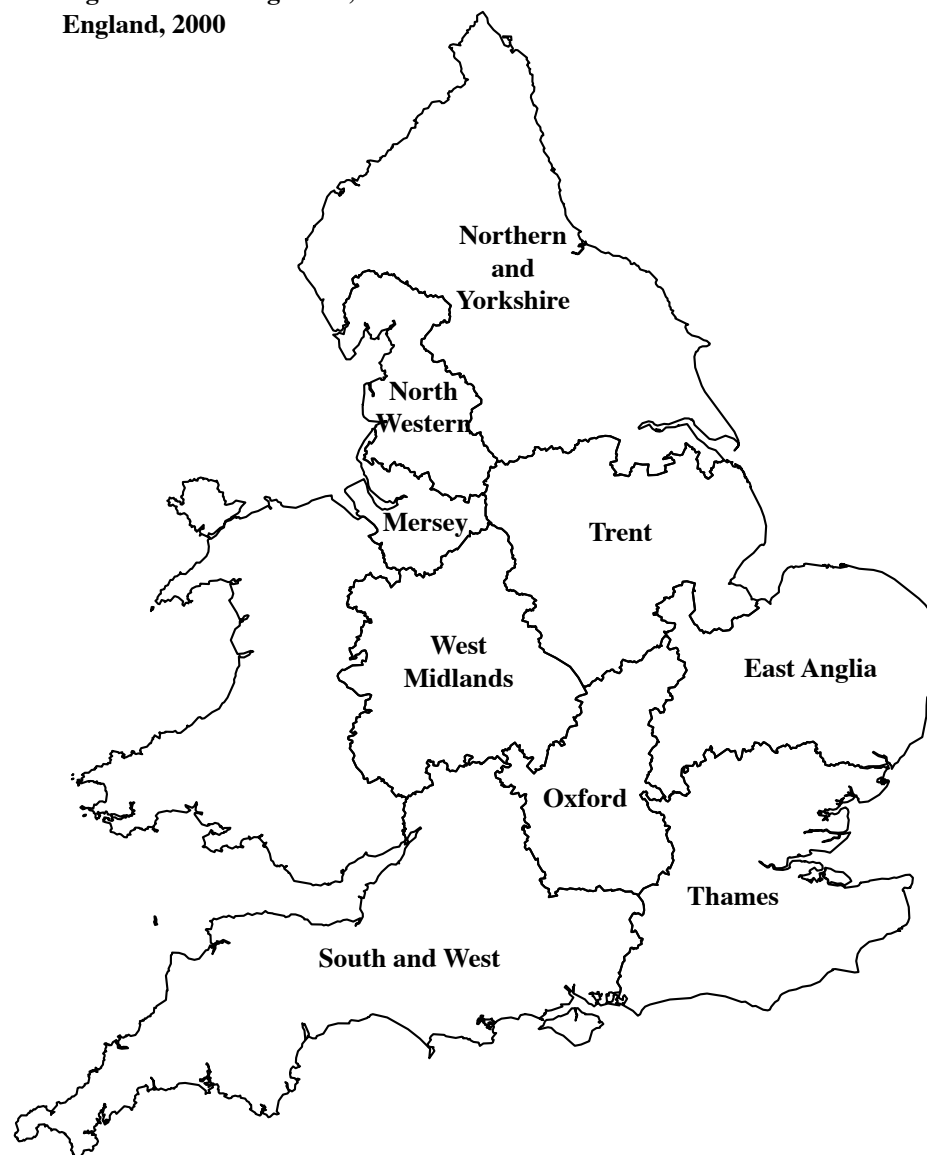 England, 2000
Northern
and
Yorkshire
North
Western
Mersey
Trent
West
Midlands
East Anglia
Oxford
Thames
South and West